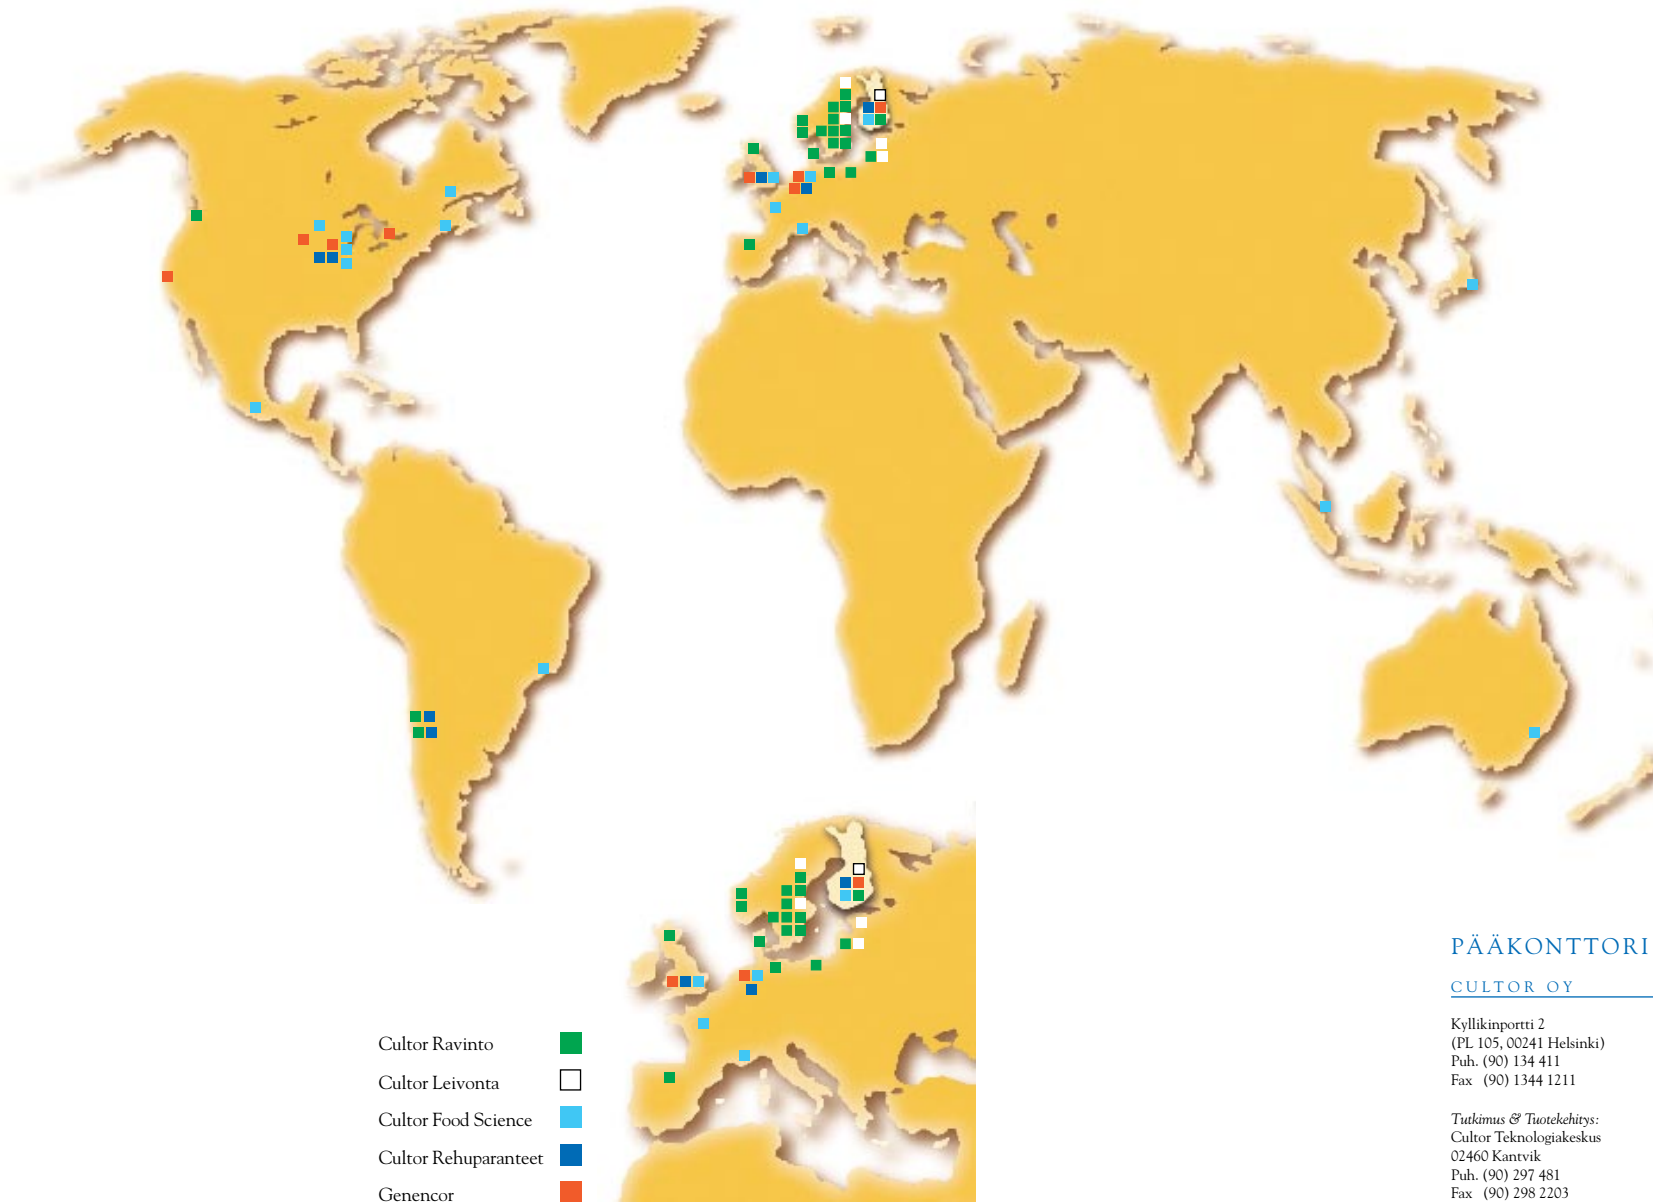 Cultor Ravinto
Cultor Leivonta
Cultor Food Science
Cultor Rehuparanteet
Genencor
PÄÄKONTTORI
CULTOR OY
Kyllikinportti 2
(PL 105, 00241 Helsinki)
Puh. (90) 134 411
Fax (90) 1344 1211
Tutkimus & Tuotekehitys:
Cultor Teknologiakeskus
02460 Kantvik
Puh. (90) 297 481
Fax (90) 298 2203